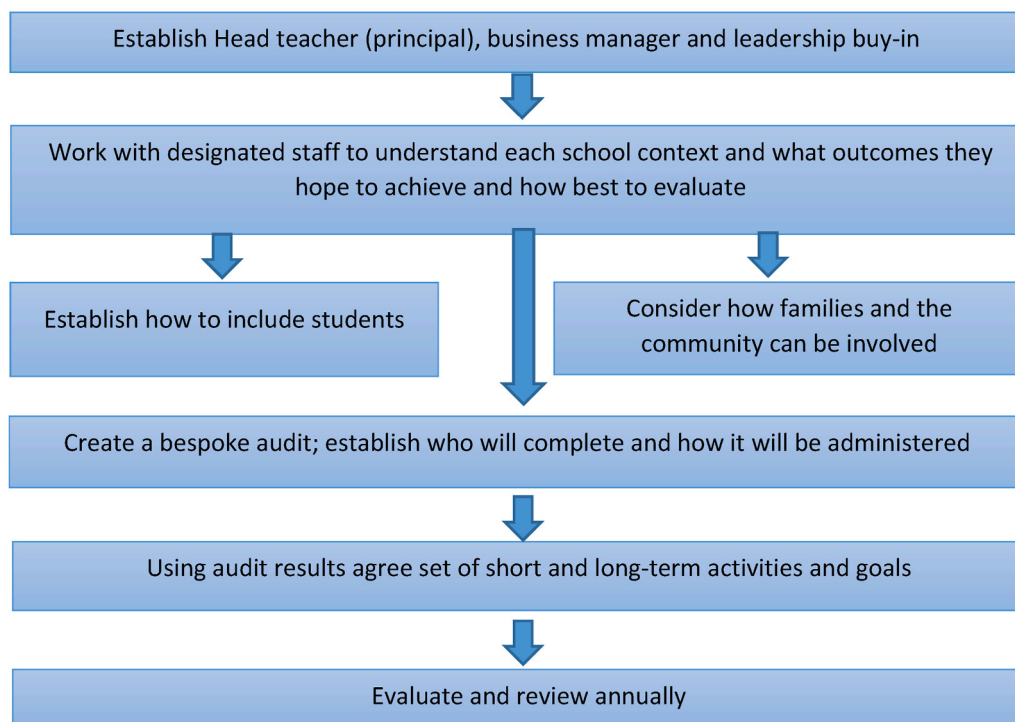 Establish Head teacher (principal), business manager and leadership buy-in
Work with designated staff to understand each school context and what outcomes they
hope to achieve and how best to evaluate
Establish how to include students
Consider how families and the
community can be involved
Create a bespoke audit; establish who will complete and how it will be administered
Using audit results agree set of short and long-term activities and goals
Evaluate and review annually